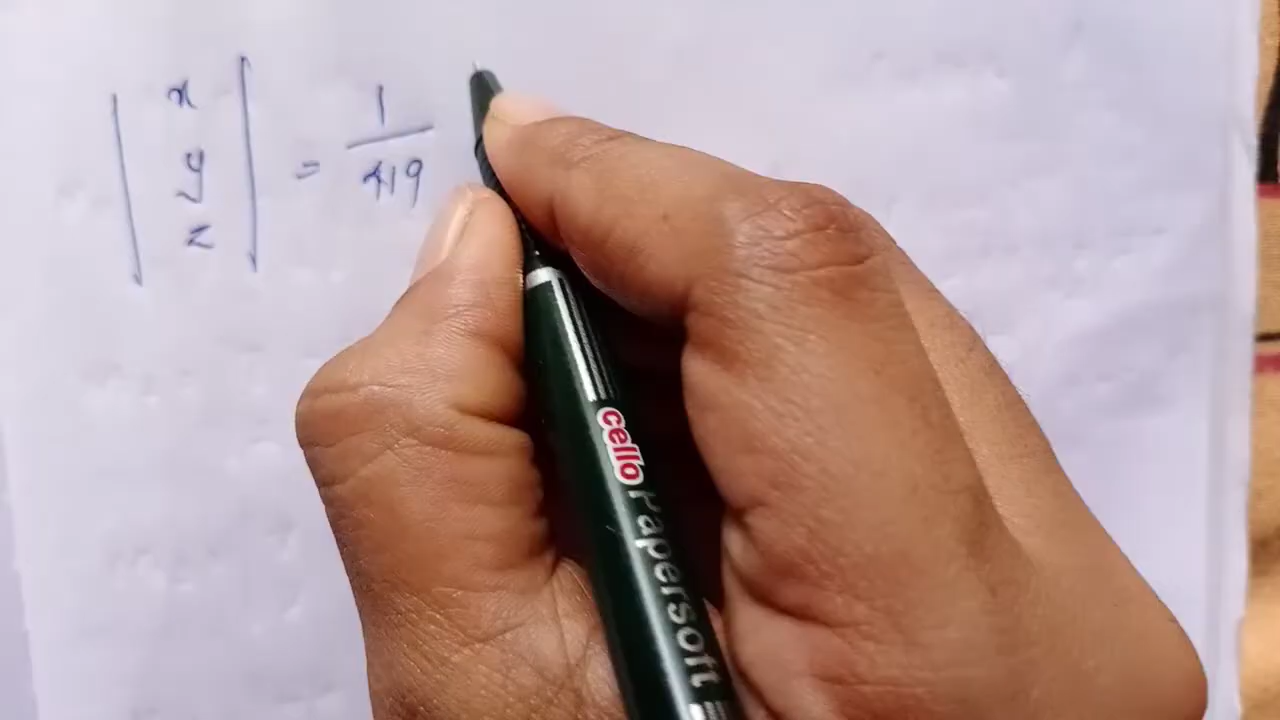 | x | = 1/419
| y |
| z |
cello Papersoft